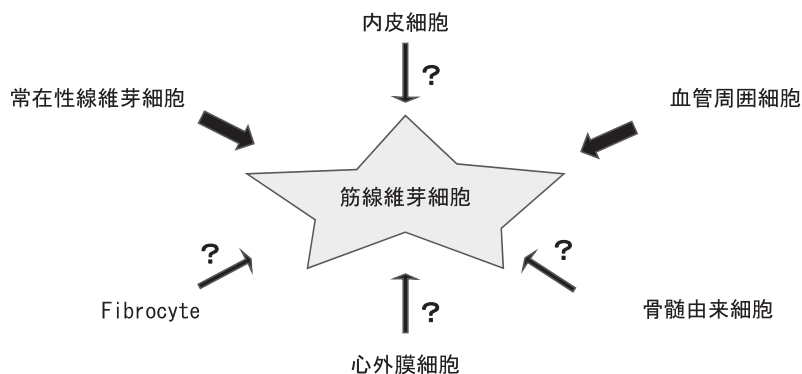 内皮細胞
?
常在性線維芽細胞
血管周囲細胞
筋線維芽細胞
?
?
Fibrocyte
?
骨髄由来細胞
心外膜細胞